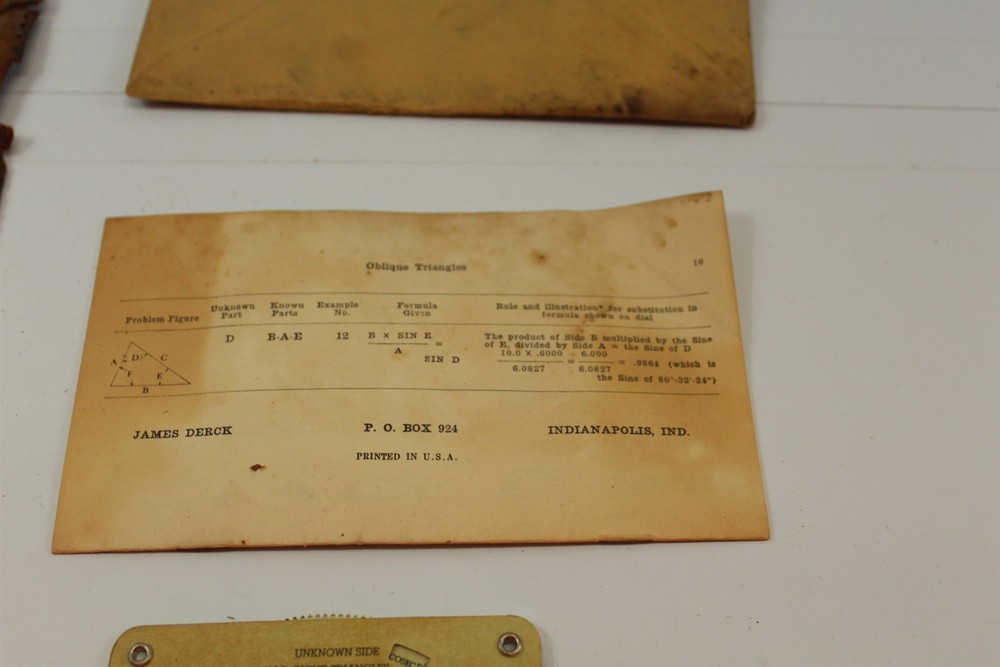 Oblique Triangles
16
Problem Figure
Unknown Part
Known Parts
Example No.
Formula Given
Rule and illustration for substitution in
formula shown on dial
A D C F E B
D
B-A-E
12
B × SIN E
A
=
SIN D
The product of Side B multiplied by the Sine
of E, divided by Side A = the Sine of D
10.0 X .6000 = 6.000 = .9864 (which is
6.0827 6.0827
the Sine of 80°-32'-24")
JAMES DERCK
P. O. BOX 924
INDIANAPOLIS, IND.
PRINTED IN U.S.A.
UNKNOWN SIDE
COSEC D